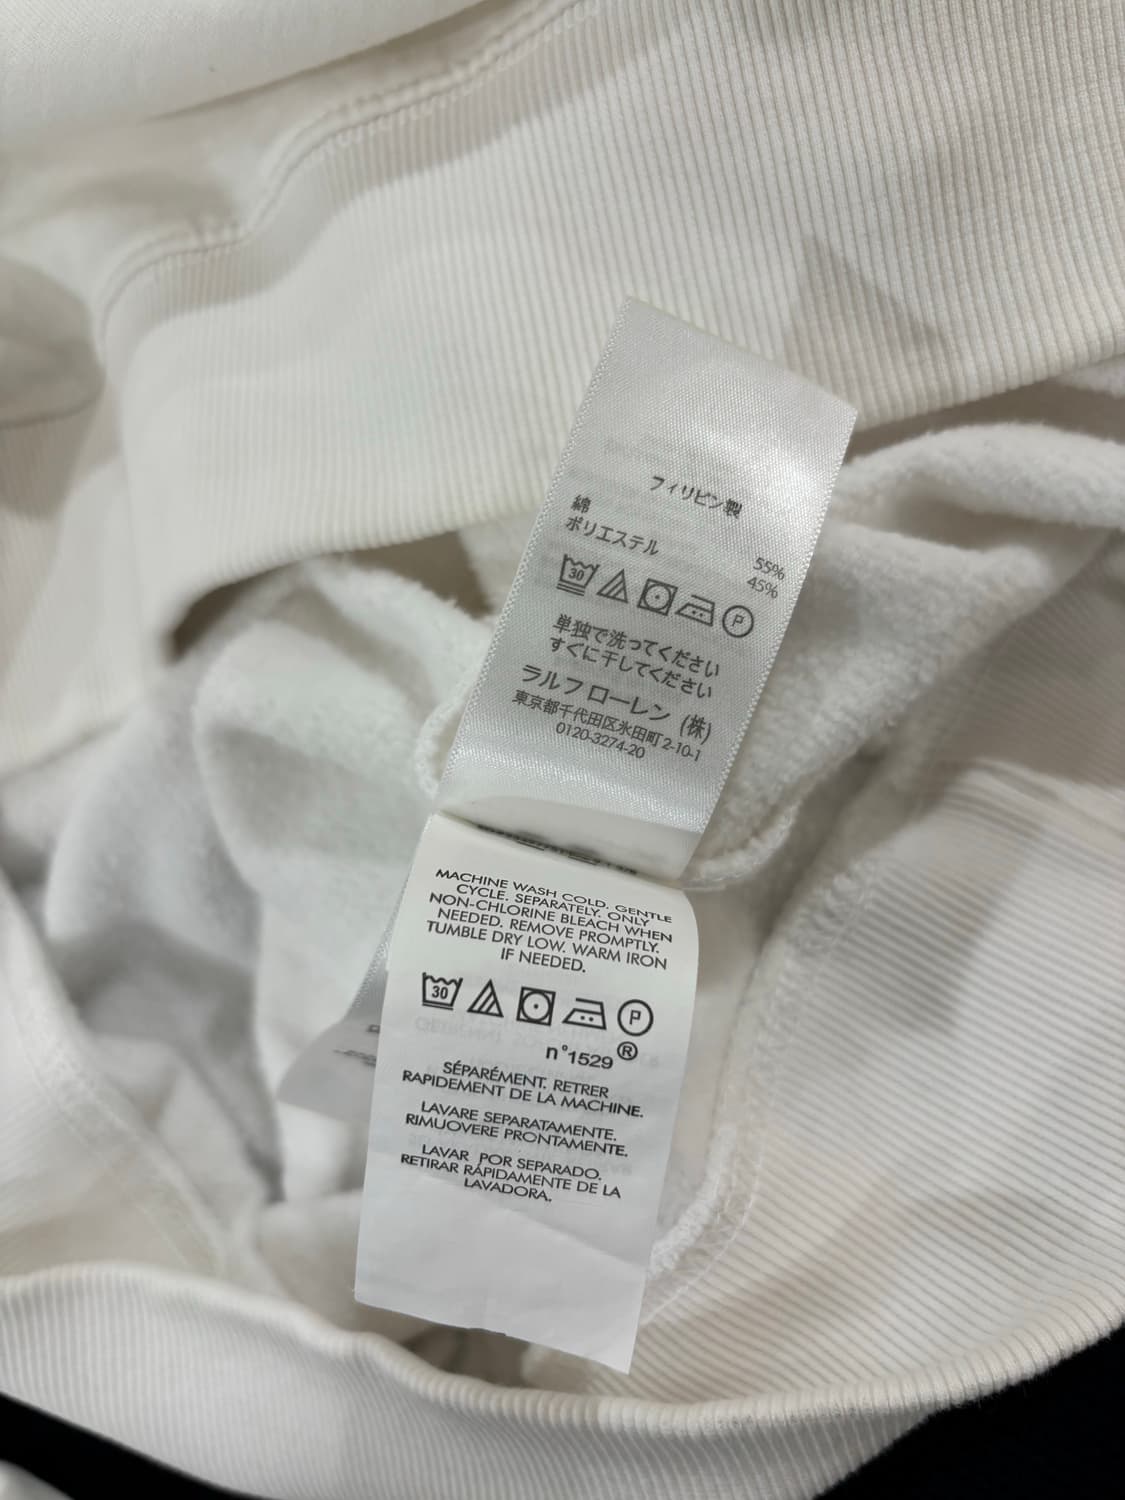 フィリピン製
綿 55%
ポリエステル 45%
30 P
単独で洗ってください
すぐに干してください
ラルフ ローレン (株)
東京都千代田区永田町 2-10-1
0120-3274-20
MACHINE WASH COLD. GENTLE
CYCLE. SEPARATELY. ONLY
NON-CHLORINE BLEACH WHEN
NEEDED. REMOVE PROMPTLY.
TUMBLE DRY LOW. WARM IRON
IF NEEDED.
30 P
n°1529®
SÉPARÉMENT. RETRER
RAPIDEMENT DE LA MACHINE.
LAVARE SEPARATAMENTE.
RIMUOVERE PRONTAMENTE.
LAVAR POR SEPARADO.
RETIRAR RÁPIDAMENTE DE LA
LAVADORA.